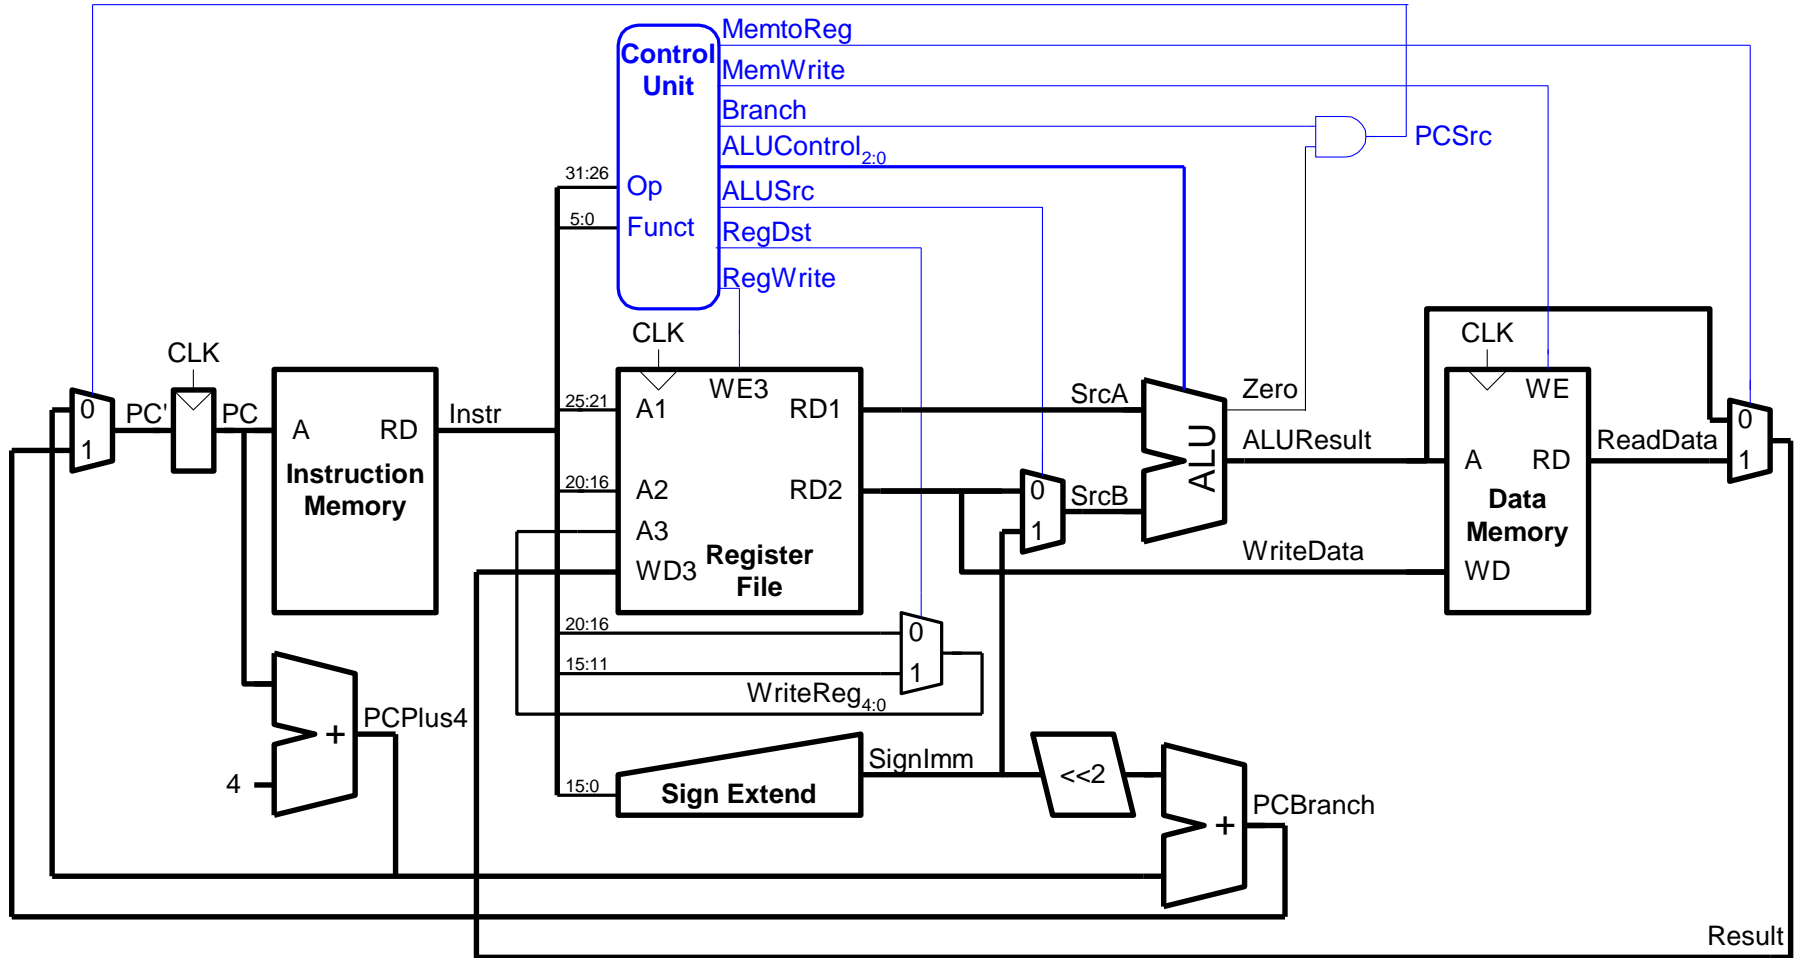 MemtoReg
Control
Unit
MemWrite
Branch
PCSrc
ALUControl2:0
31:26
Op
ALUSrc
5:0
Funct
RegDst
RegWrite
CLK
CLK
CLK
WE3
WE
0
PC'
PC
A
RD
Instr
25:21
A1
RD1
SrcA
Zero
0
1
Instruction
Memory
ALU
ALUResult
A
RD
ReadData
1
20:16
A2
RD2
0
SrcB
Data
Memory
A3
1
Register
File
WD3
WriteData
WD
20:16
0
15:11
1
WriteReg4:0
PCPlus4
+
4
SignImm
15:0
Sign Extend
<<2
PCBranch
+
Result